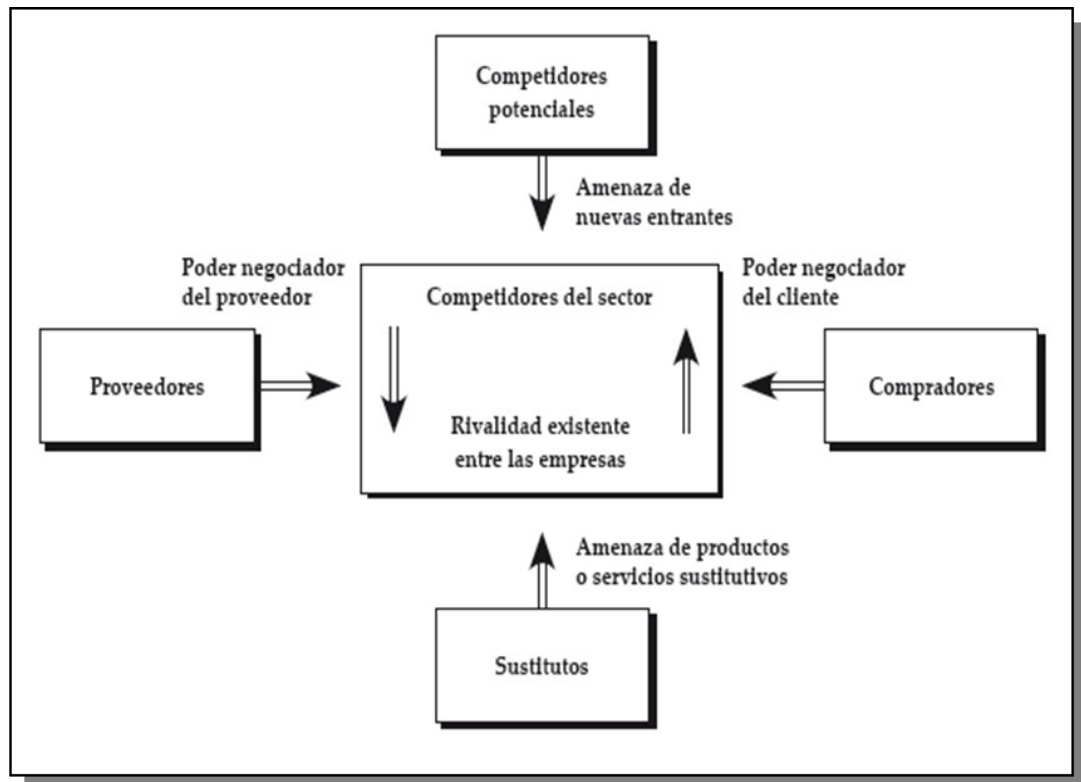 Competidores
potenciales
Amenaza de
nuevas entrantes
Poder negociador
del proveedor
Competidores del sector
Poder negociador
del cliente
Proveedores
Compradores
Rivalidad existente
entre las empresas
Amenaza de productos
o servicios sustitutivos
Sustitutos